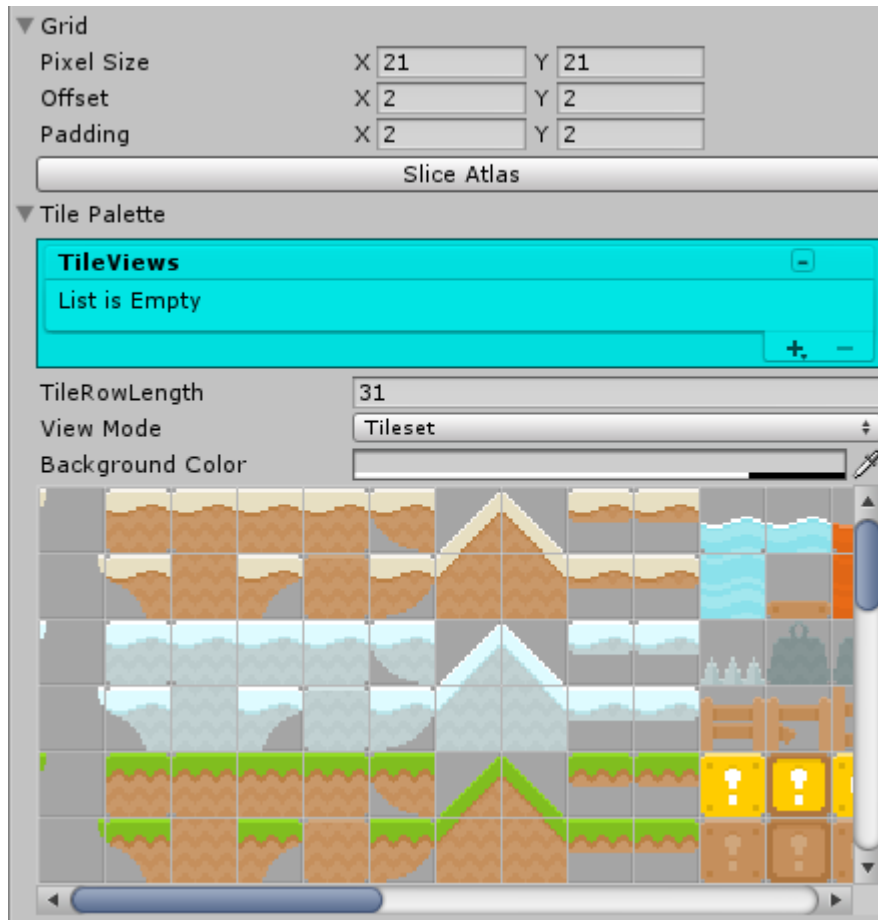 Grid
Pixel Size X 21 Y 21
Offset X 2 Y 2
Padding X 2 Y 2
Slice Atlas
Tile Palette
TileViews
List is Empty
TileRowLength 31
View Mode Tileset
Background Color